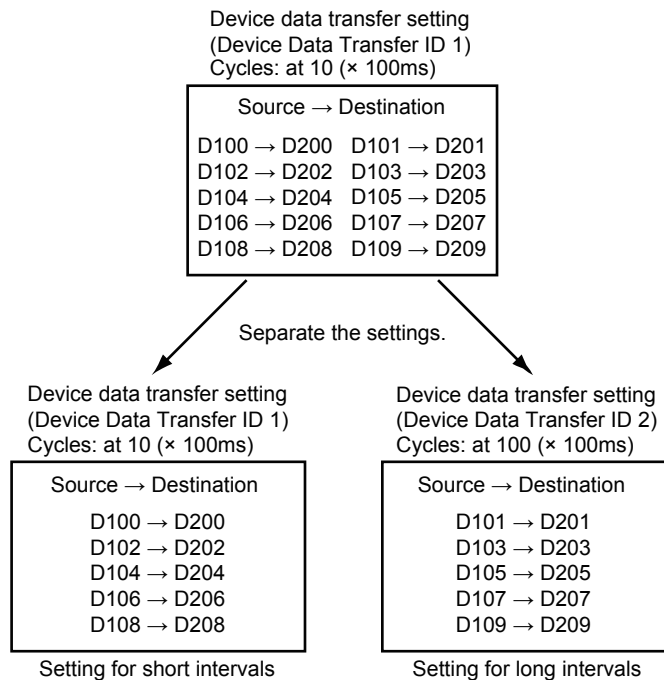 Device data transfer setting
(Device Data Transfer ID 1)
Cycles: at 10 (× 100ms)
Source → Destination
D100 → D200 D101 → D201
D102 → D202 D103 → D203
D104 → D204 D105 → D205
D106 → D206 D107 → D207
D108 → D208 D109 → D209
Separate the settings.
Device data transfer setting
(Device Data Transfer ID 1)
Cycles: at 10 (× 100ms)
Source → Destination
D100 → D200
D102 → D202
D104 → D204
D106 → D206
D108 → D208
Setting for short intervals
Device data transfer setting
(Device Data Transfer ID 2)
Cycles: at 100 (× 100ms)
Source → Destination
D101 → D201
D103 → D203
D105 → D205
D107 → D207
D109 → D209
Setting for long intervals